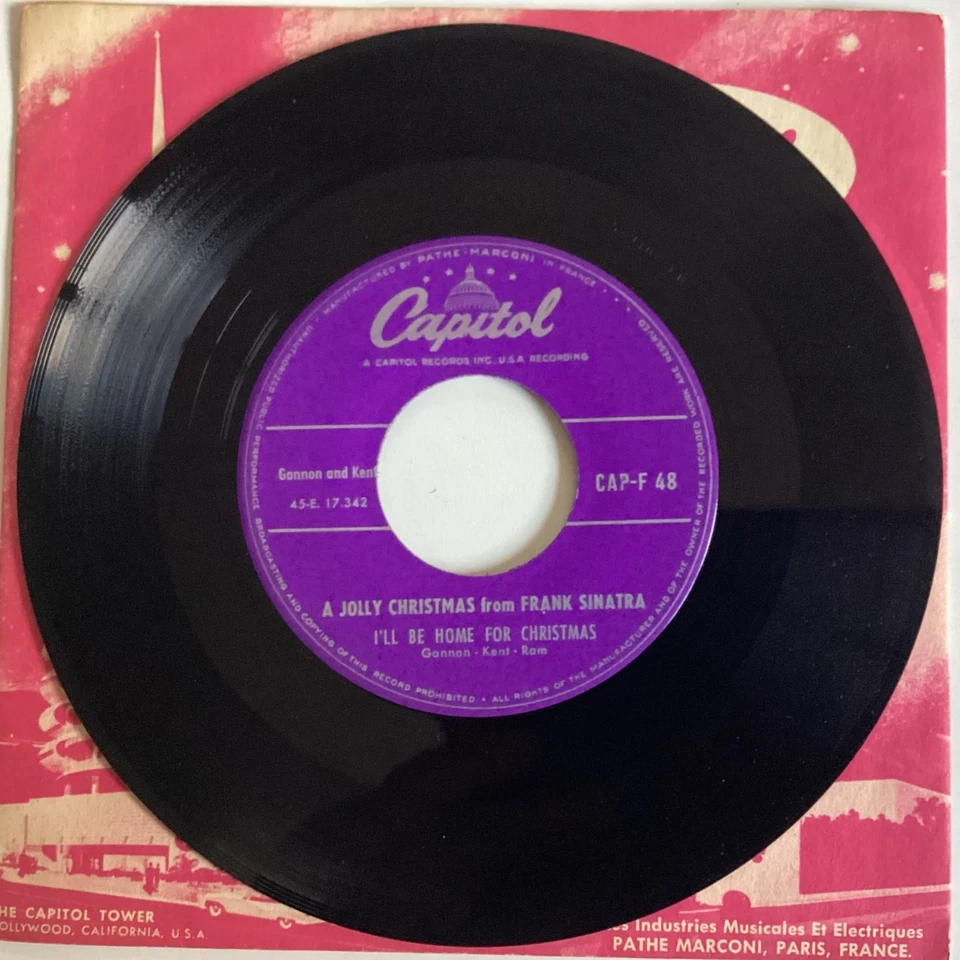 MANUFACTURED BY PATHE-MARCONI IN FRANCE
Capitol
A CAPITOL RECORDS INC. U.S.A RECORDING
Gannon and Kent
45-E. 17.342
CAP-F 48
A JOLLY CHRISTMAS from FRANK SINATRA
I'LL BE HOME FOR CHRISTMAS
Gannon - Kent - Ram
UNAUTHORIZED PUBLIC PERFORMANCE BROADCASTING AND COPYING OF THIS RECORD PROHIBITED • ALL RIGHTS OF THE MANUFACTURER AND OF THE OWNER OF THE RECORDED WORK ARE RESERVED
HE CAPITOL TOWER
OLLYWOOD, CALIFORNIA, U.S.A.
es Industries Musicales Et Electriques
PATHE MARCONI, PARIS, FRANCE.